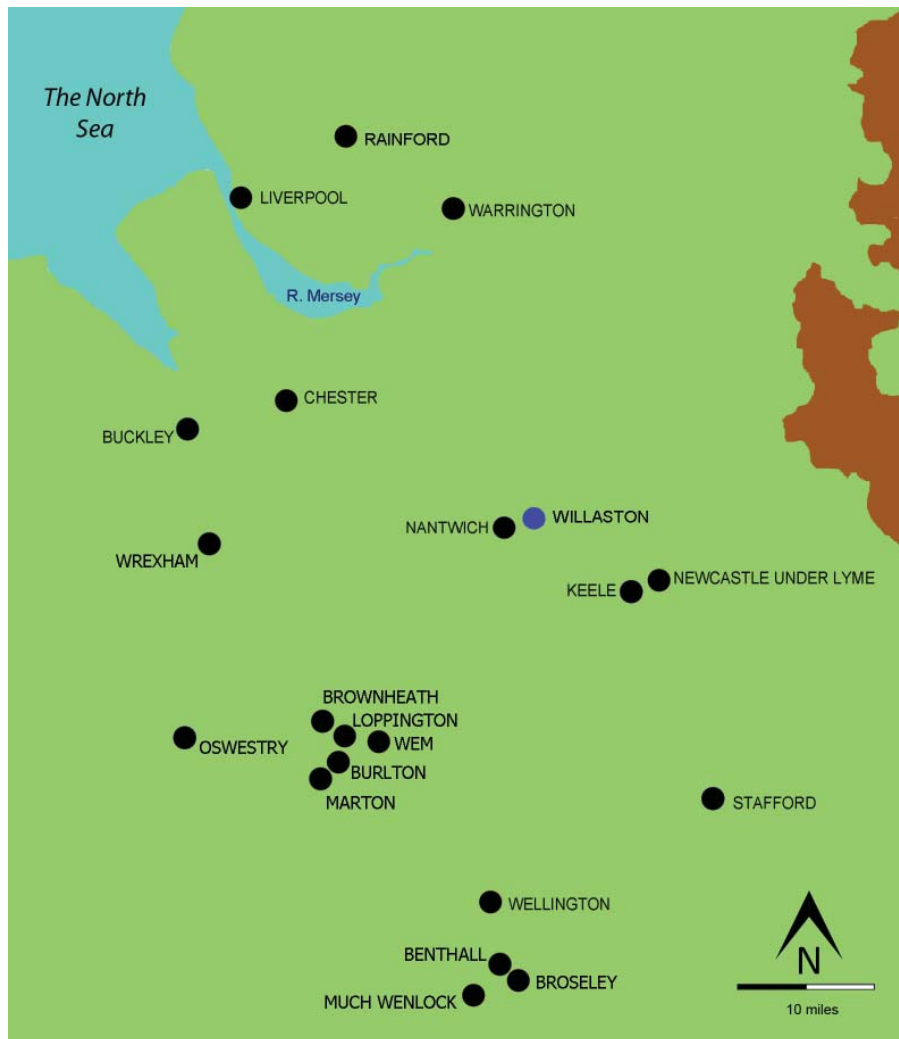 The North
Sea
RAINFORD
LIVERPOOL
WARRINGTON
R. Mersey
CHESTER
BUCKLEY
WILLASTON
NANTWICH
WREXHAM
NEWCASTLE UNDER LYME
KEELE
BROWNHEATH
LOPPINGTON
OSWESTRY
WEM
BURLTON
MARTON
STAFFORD
WELLINGTON
BENTHALL
BROSELEY
MUCH WENLOCK
N
10 miles